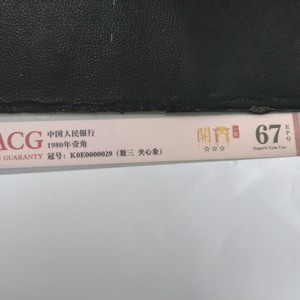 ACG
GUARANTY
中国人民银行
1980年壹角
冠号：K0E0000029（数三 夹心象）
開門
☆☆☆
67 EPQ
Superb Gem Unc